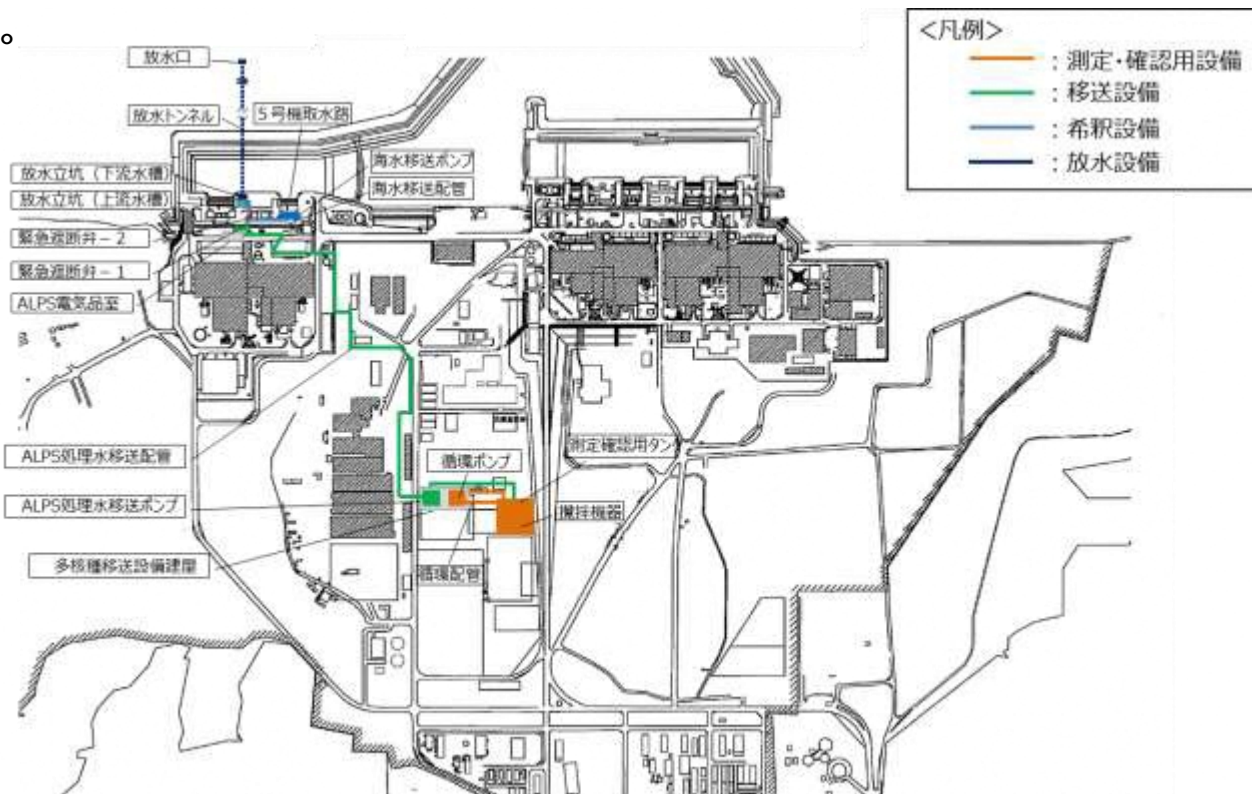 。
<凡例>
：測定・確認用設備
：移送設備
：希釈設備
：放水設備
放水口
放水トンネル
5号機取水路
海水移送ポンプ
海水移送配管
放水立坑（下流水槽）
放水立坑（上流水槽）
緊急遮断弁－2
緊急遮断弁－1
ALPS電気品室
ALPS処理水移送配管
ALPS処理水移送ポンプ
多核種移送設備建屋
循環ポンプ
測定確認用タン
攪拌機器
循環配管